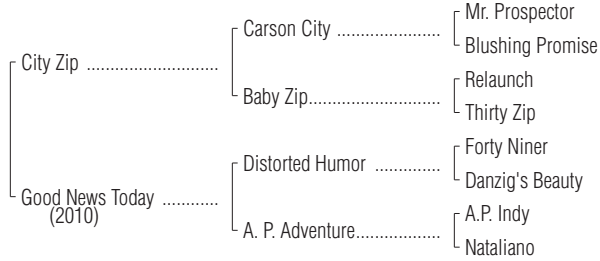 Mr. Prospector
Carson City ....................
Blushing Promise
City Zip ..........................
Relaunch
Baby Zip.........................
Thirty Zip
Forty Niner
Distorted Humor .............
Danzig's Beauty
Good News Today ...........
(2010)
A.P. Indy
A. P. Adventure................
Nataliano